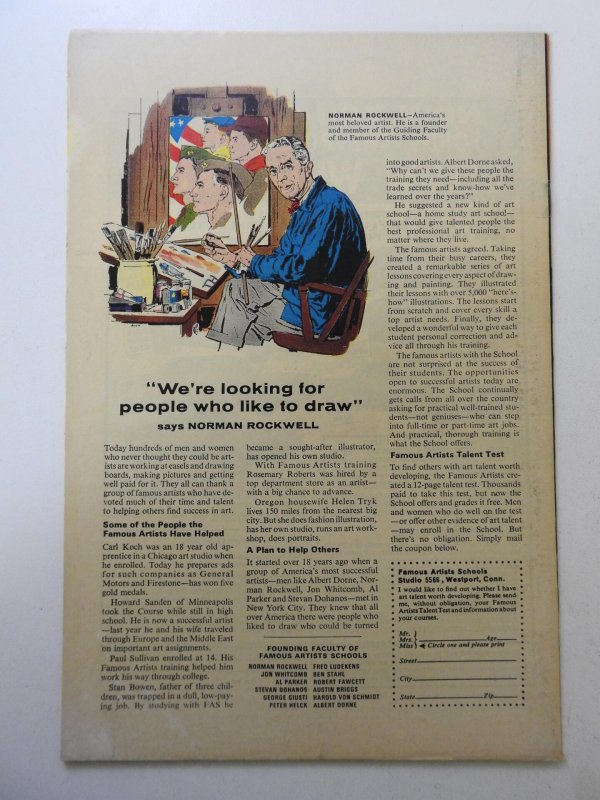 NORMAN ROCKWELL—America's
most beloved artist. He is a founder
and member of the Guiding Faculty
of the Famous Artists Schools.
"We're looking for
people who like to draw"
says NORMAN ROCKWELL
Today hundreds of men and women
who never thought they could be art-
ists are working at easels and drawing
boards, making pictures and getting
well paid for it. They all can thank a
group of famous artists who have de-
voted much of their time and talent
to helping others find success in art.
Some of the People the
Famous Artists Have Helped
Carl Koch was an 18 year old ap-
prentice in a Chicago art studio when
he enrolled. Today he prepares ads
for such companies as General
Motors and Firestone—has won five
gold medals.
Howard Sanden of Minneapolis
took the Course while still in high
school. He is now a successful artist
—last year he and his wife traveled
through Europe and the Middle East
on important art assignments.
Paul Sullivan enrolled at 14. His
Famous Artists training helped him
work his way through college.
Stan Bowen, father of three chil-
dren, was trapped in a dull, low-pay-
ing job. By studying with FAS he
became a sought-after illustrator,
has opened his own studio.
With Famous Artists training
Rosemary Roberts was hired by a
top department store as an artist—
with a big chance to advance.
Oregon housewife Helen Tryk
lives 150 miles from the nearest big
city. But she does fashion illustration,
has her own studio, runs an art work-
shop, does portraits.
A Plan to Help Others
It started over 18 years ago when a
group of America's most successful
artists—men like Albert Dorne, Nor-
man Rockwell, Jon Whitcomb, Al
Parker and Stevan Dohanos—met in
New York City. They knew that all
over America there were people who
liked to draw who could be turned
into good artists. Albert Dorne asked,
"Why can't we give these people the
training they need—including all the
trade secrets and know-how we've
learned over the years?"
He suggested a new kind of art
school—a home study art school—
that would give talented people the
best professional art training, no
matter where they live.
The famous artists agreed. Taking
time from their busy careers, they
created a remarkable series of art
lessons covering every aspect of draw-
ing and painting. They illustrated
their lessons with over 5,000 "here's-
how" illustrations. The lessons start
from scratch and cover every skill a
top artist needs. Finally, they de-
veloped a wonderful way to give each
student personal correction and ad-
vice all through his training.
The famous artists with the School
are not surprised at the success of
their students. The opportunities
open to successful artists today are
enormous. The School continually
gets calls from all over the country
asking for practical well-trained stu-
dents—not geniuses—who can step
into full-time or part-time art jobs.
And practical, thorough training is
what the School offers.
Famous Artists Talent Test
To find others with art talent worth
developing, the Famous Artists cre-
ated a 12-page talent test. Thousands
paid to take this test, but now the
School offers and grades it free. Men
and women who do well on the test
—or offer other evidence of art talent
—may enroll in the School. But
there's no obligation. Simply mail
the coupon below.
FOUNDING FACULTY OF
FAMOUS ARTISTS SCHOOLS
NORMAN ROCKWELL FRED LUDEKENS
JON WHITCOMB BEN STAHL
AL PARKER ROBERT FAWCETT
STEVAN DOHANOS AUSTIN BRIGGS
GEORGE GIUSTI HAROLD VON SCHMIDT
PETER HELCK ALBERT DORNE
Famous Artists Schools
Studio 5566, Westport, Conn.
I would like to find out whether I have
art talent worth developing. Please send
me, without obligation, your Famous
Artists Talent Test and information about
your courses.
Mr.
Mrs. Age
Miss Circle one and please print
Street
City
State Zip